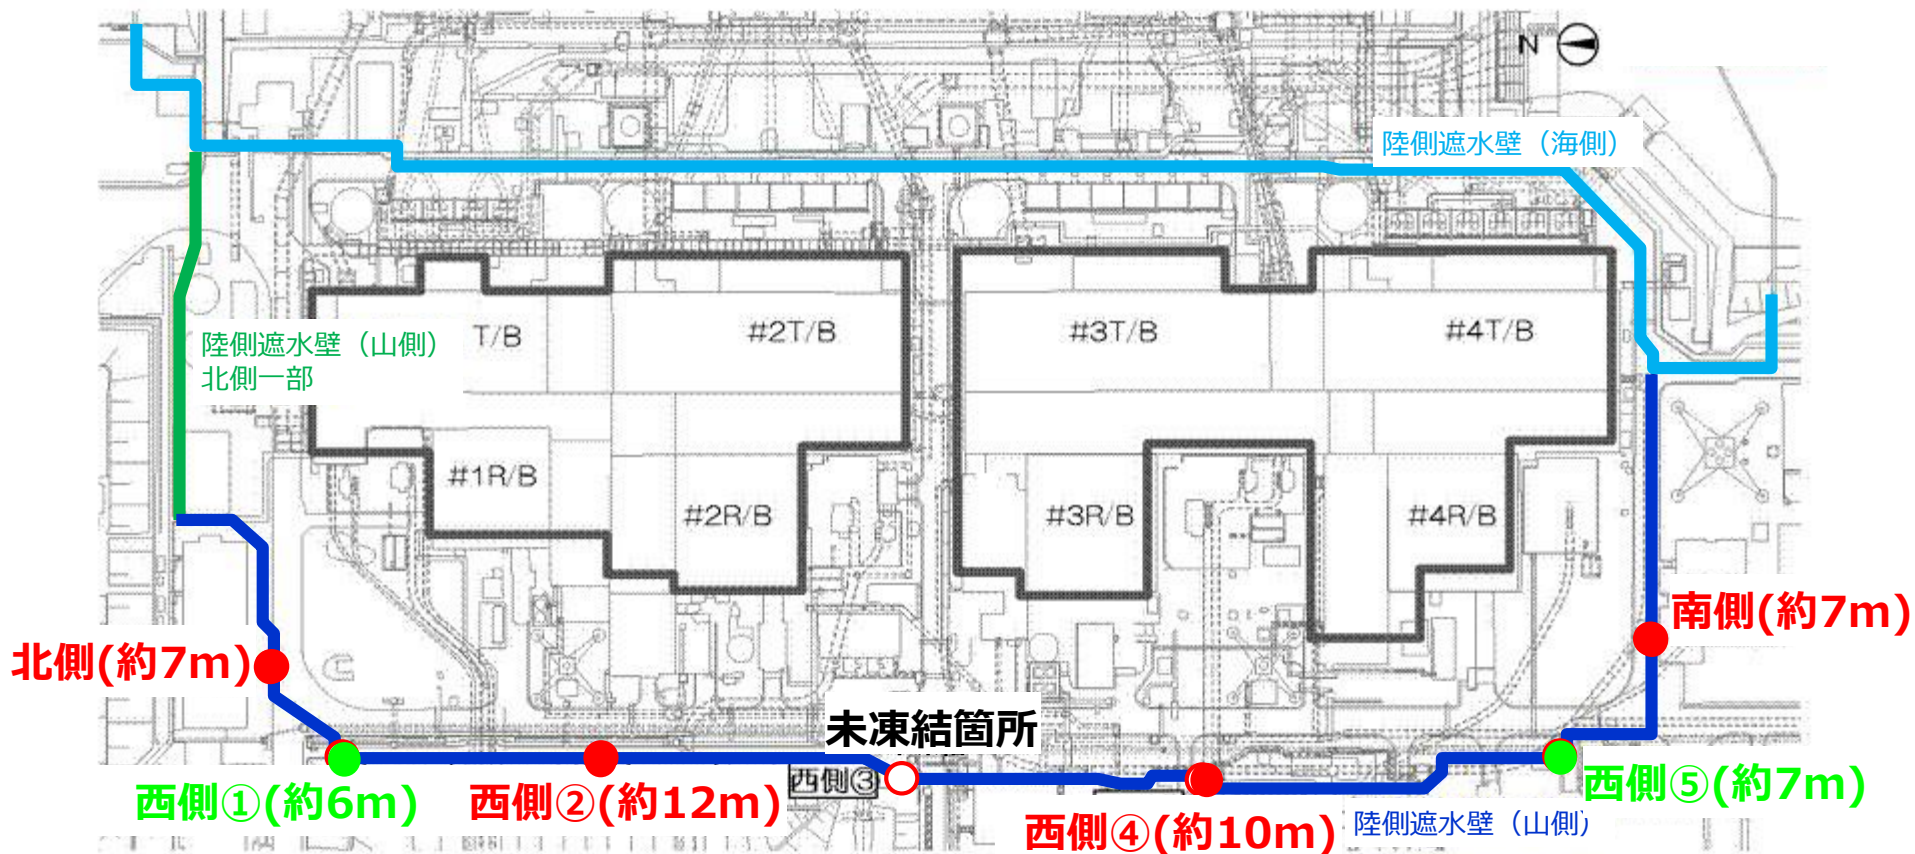 N
陸側遮水壁（海側）
陸側遮水壁（山側）
北側一部
T/B
#2T/B
#3T/B
#4T/B
#1R/B
#2R/B
#3R/B
#4R/B
南側(約7m)
北側(約7m)
未凍結箇所
西側③
西側①(約6m)
西側②(約12m)
西側④(約10m)
西側⑤(約7m)
陸側遮水壁（山側）